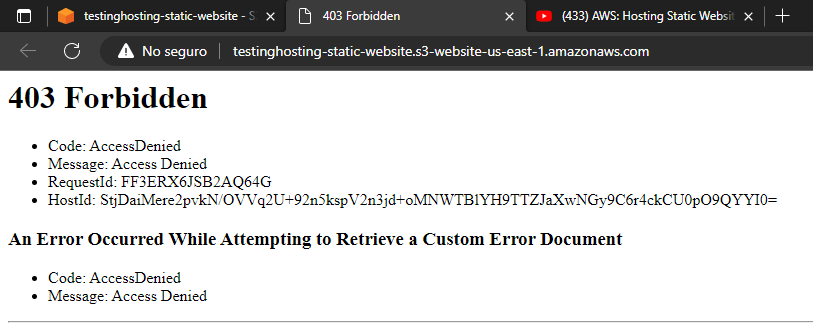 testinghosting-static-website - S
403 Forbidden
(433) AWS: Hosting Static Websit
No seguro
testinghosting-static-website.s3-website-us-east-1.amazonaws.com
403 Forbidden
Code: AccessDenied
Message: Access Denied
RequestId: FF3ERX6JSB2AQ64G
HostId: StjDaiMere2pvkN/OVVq2U+92n5kspV2n3jd+oMNWTB1YH9TTZJaXwNGy9C6r4ckCU0pO9QYYI0=
An Error Occurred While Attempting to Retrieve a Custom Error Document
Code: AccessDenied
Message: Access Denied